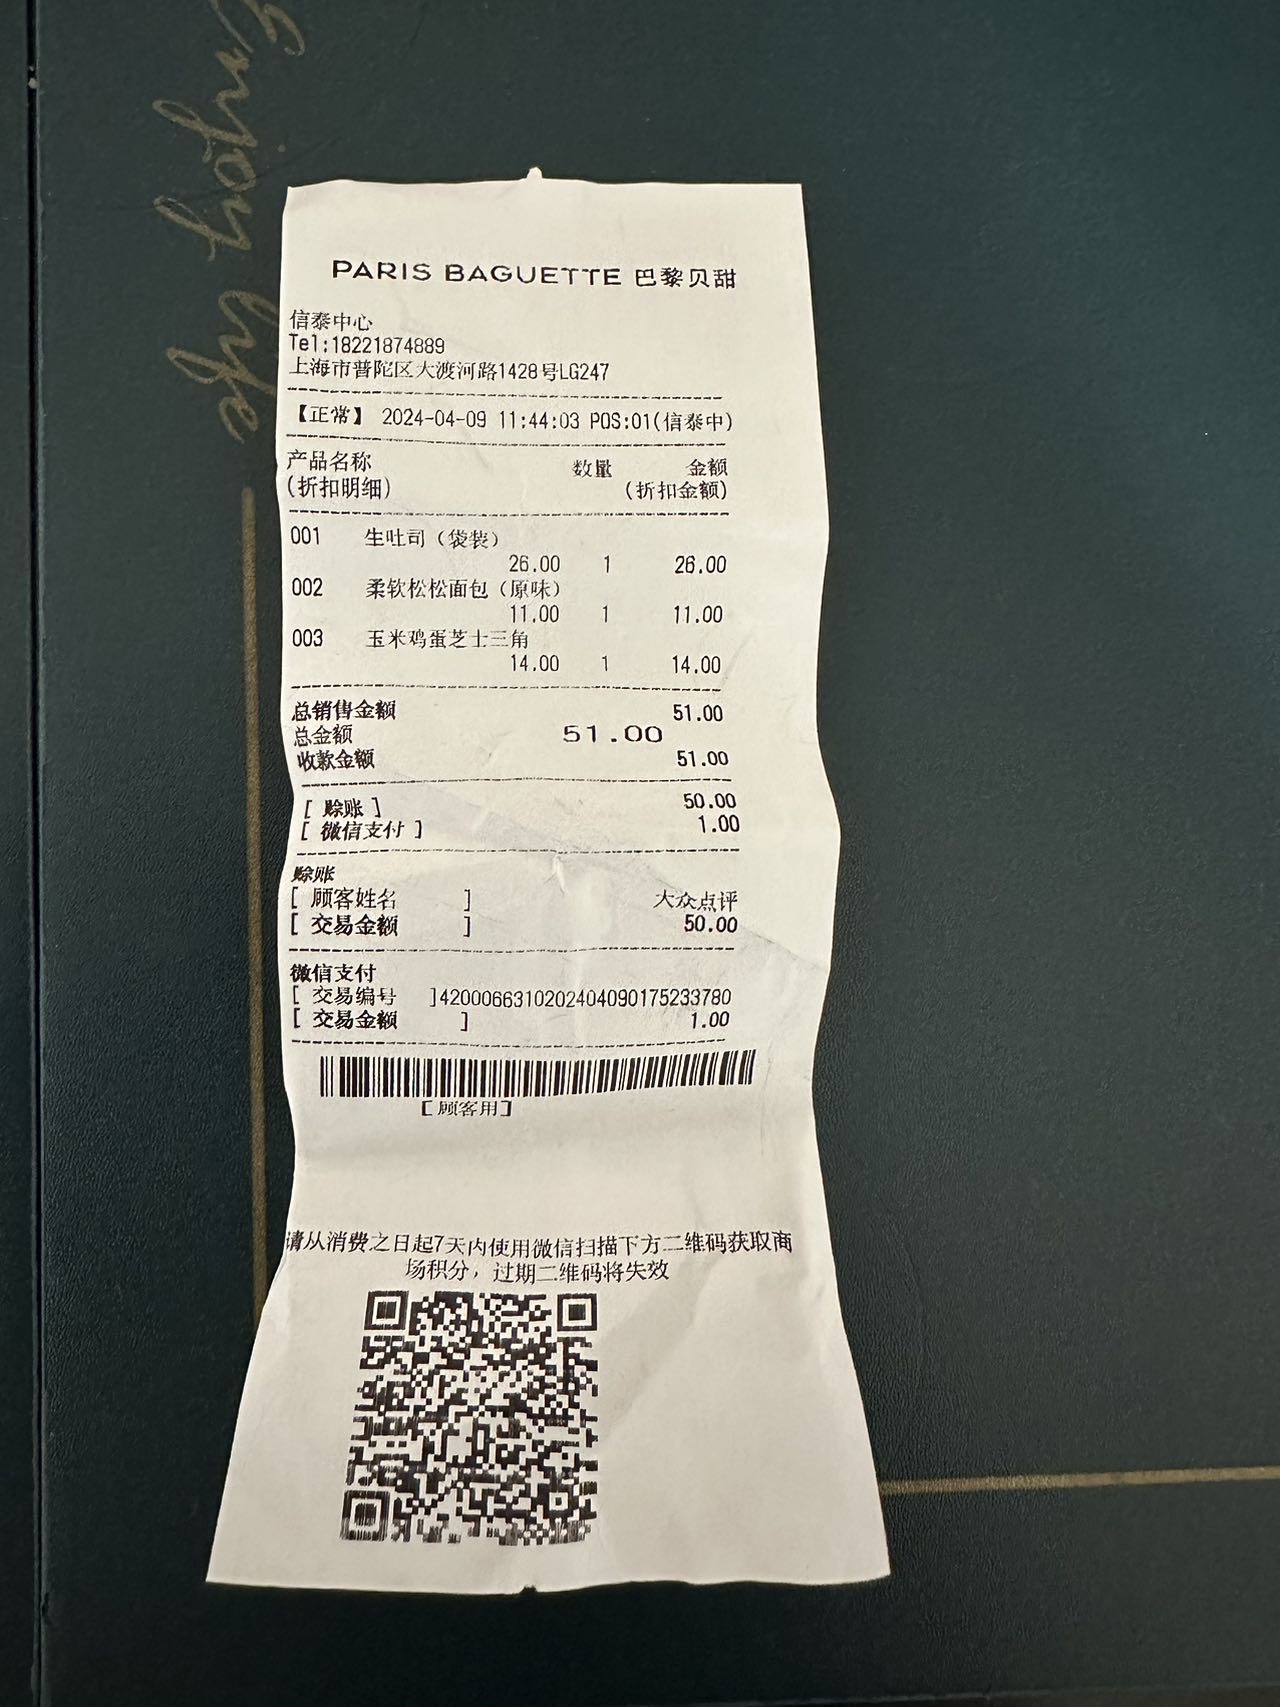 PARIS BAGUETTE 巴黎贝甜
信泰中心
Tel:18221874889
上海市普陀区大渡河路1428号LG247
【正常】 2024-04-09 11:44:03 POS:01(信泰中)
产品名称 数量 金额
(折扣明细) (折扣金额)
001 生吐司（袋装）
26.00 1 26.00
002 柔软松松面包（原味）
11.00 1 11.00
003 玉米鸡蛋芝士三角
14.00 1 14.00
总销售金额 51.00
总金额 51.00
收款金额 51.00
[ 赊账 ] 50.00
[ 微信支付 ] 1.00
赊账
[ 顾客姓名 ] 大众点评
[ 交易金额 ] 50.00
微信支付
[ 交易编号 ]4200066310202404090175233780
[ 交易金额 ] 1.00
[ 顾客用 ]
请从消费之日起7天内使用微信扫描下方二维码获取商
场积分，过期二维码将失效